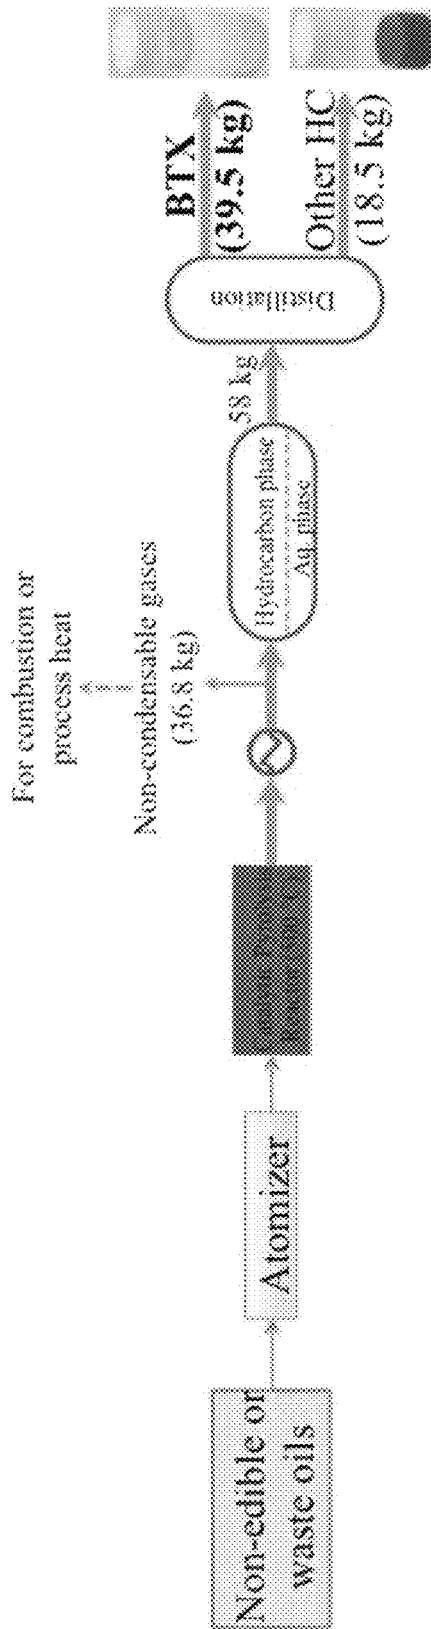 Non-edible or
waste oils
Atomizer
For combustion or
process heat
Non-condensable gases
(36.8 kg)
Hydrocarbon phase
Aq. phase
58 kg
Distillation
BTX
(39.5 kg)
Other HC
(18.5 kg)